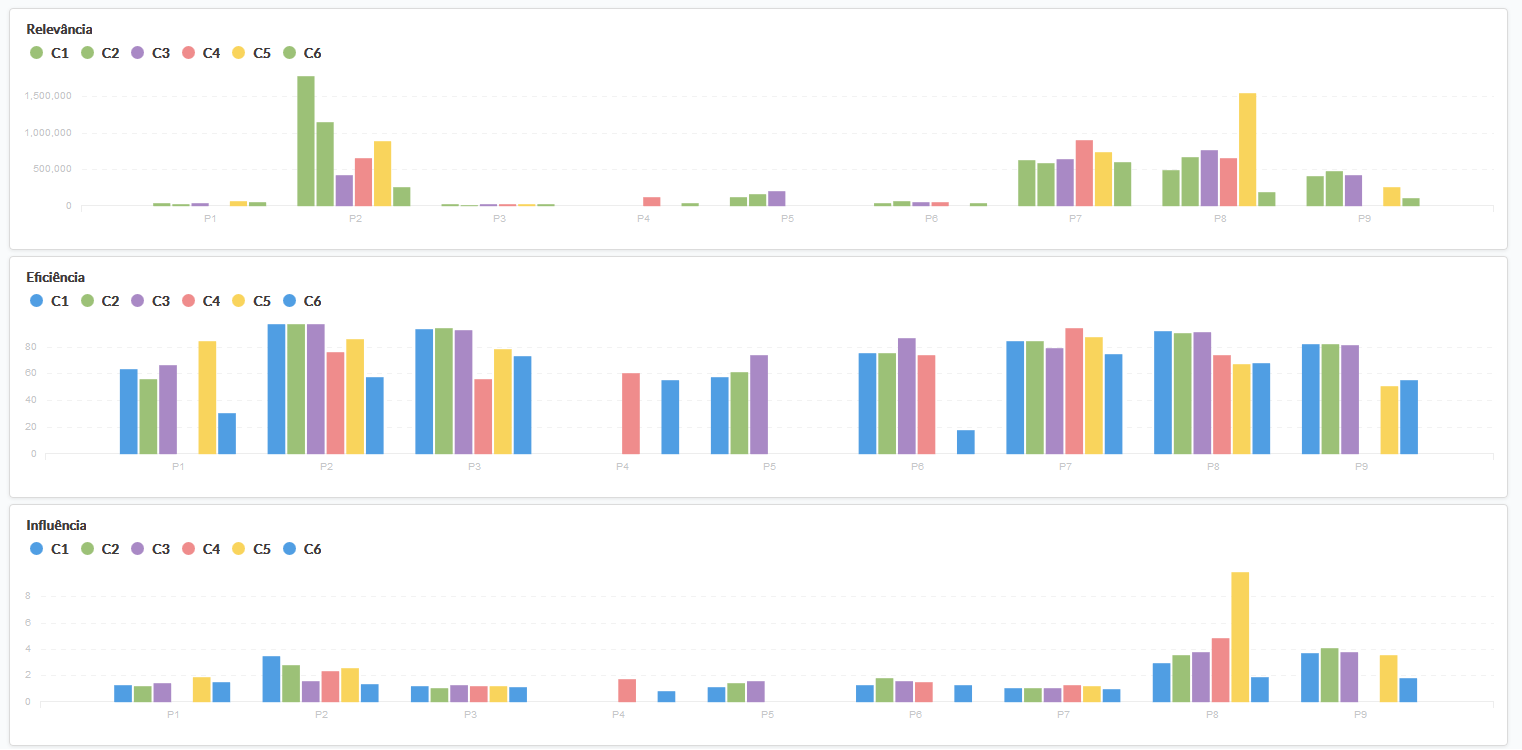 Relevância
C1 C2 C3 C4 C5 C6
1,500,000
1,000,000
500,000
0
P1 P2 P3 P4 P5 P6 P7 P8 P9
Eficiência
C1 C2 C3 C4 C5 C6
80
60
40
20
0
P1 P2 P3 P4 P5 P6 P7 P8 P9
Influência
C1 C2 C3 C4 C5 C6
8
6
4
2
0
P1 P2 P3 P4 P5 P6 P7 P8 P9